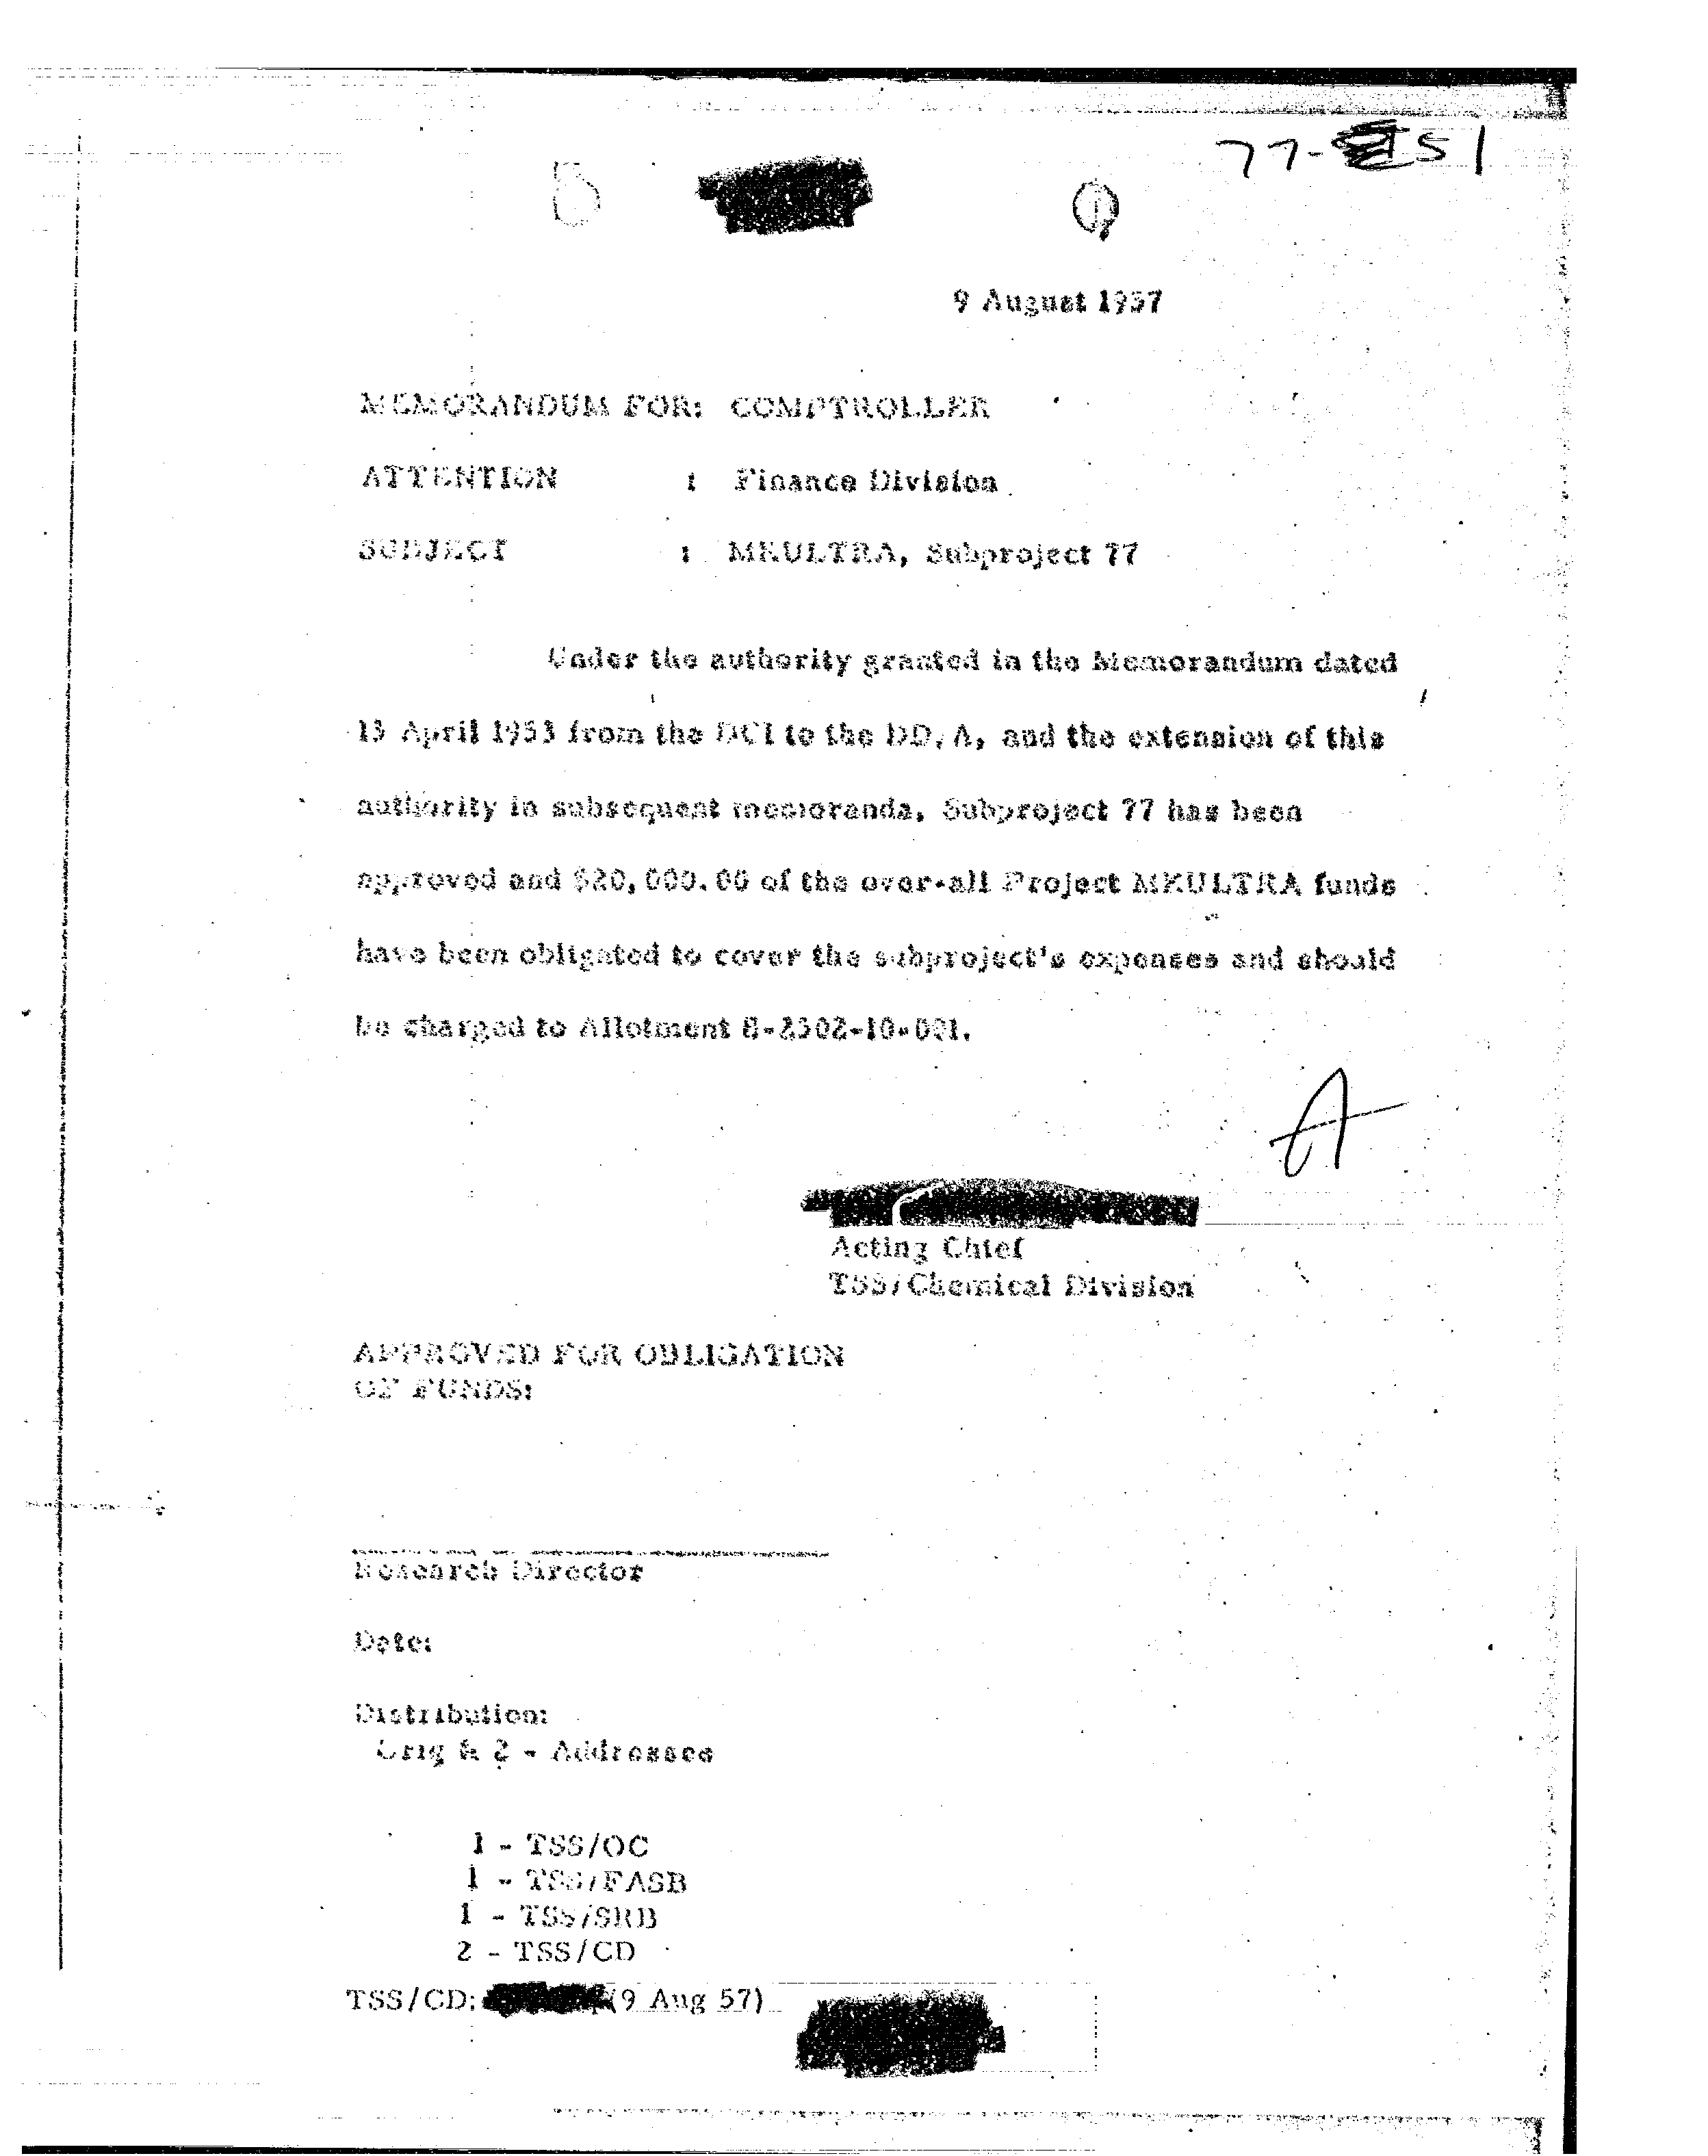 77-51
9 August 1957
MEMORANDUM FOR: COMPTROLLER
ATTENTION : Finance Division
SUBJECT : MKULTRA, Subproject 77
Under the authority granted in the Memorandum dated
13 April 1953 from the DCI to the DD/A, and the extension of this
authority in subsequent memoranda, Subproject 77 has been
approved and $20,000.00 of the over-all Project MKULTRA funds
have been obligated to cover the subproject's expenses and should
be charged to Allotment 8-2502-10-001.
A
Acting Chief
TSS/Chemical Division
APPROVED FOR OBLIGATION
OF FUNDS:
Research Director
Date:
Distribution:
Orig & 2 - Addressee
1 - TSS/OC
1 - TSS/FASB
1 - TSS/SRB
2 - TSS/CD
TSS/CD: (9 Aug 57)